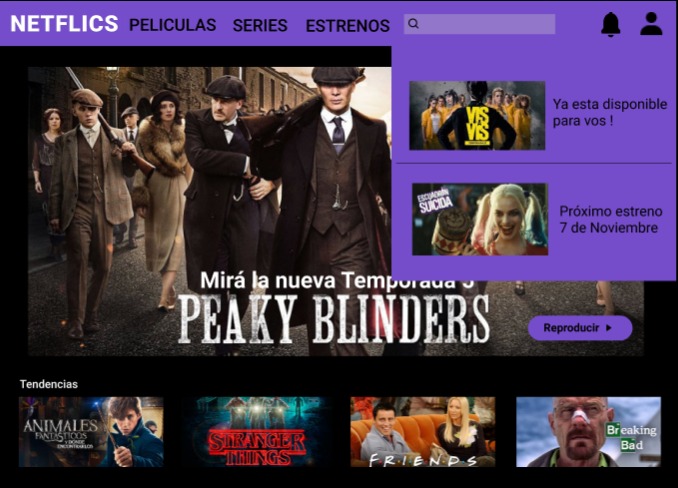 NETFLICS PELICULAS SERIES ESTRENOS
VIS
VIS
Ya esta disponible
para vos !
ESCUADRÓN
SUICIDA
Próximo estreno
7 de Noviembre
Mirá la nueva Temporada 5
PEAKY BLINDERS
Reproducir
Tendencias
ANIMALES
FANTÁSTICOS
Y DÓNDE
ENCONTRARLOS
STRANGER
THINGS
FRIENDS
Breaking
Bad